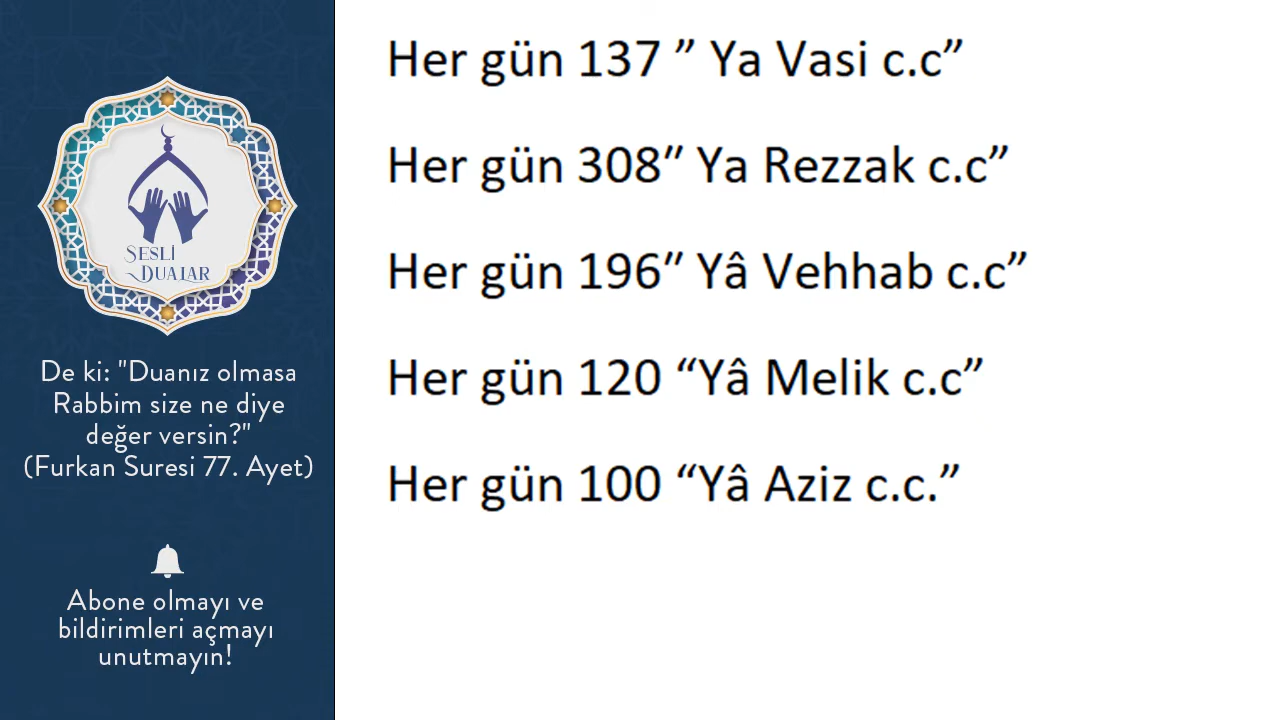 SESLİ
DUALAR
De ki: "Duanız olmasa
Rabbim size ne diye
değer versin?"
(Furkan Suresi 77. Ayet)
Abone olmayı ve
bildirimleri açmayı
unutmayın!
Her gün 137 ” Ya Vasi c.c”
Her gün 308” Ya Rezzak c.c”
Her gün 196” Yâ Vehhab c.c”
Her gün 120 “Yâ Melik c.c”
Her gün 100 “Yâ Aziz c.c.”